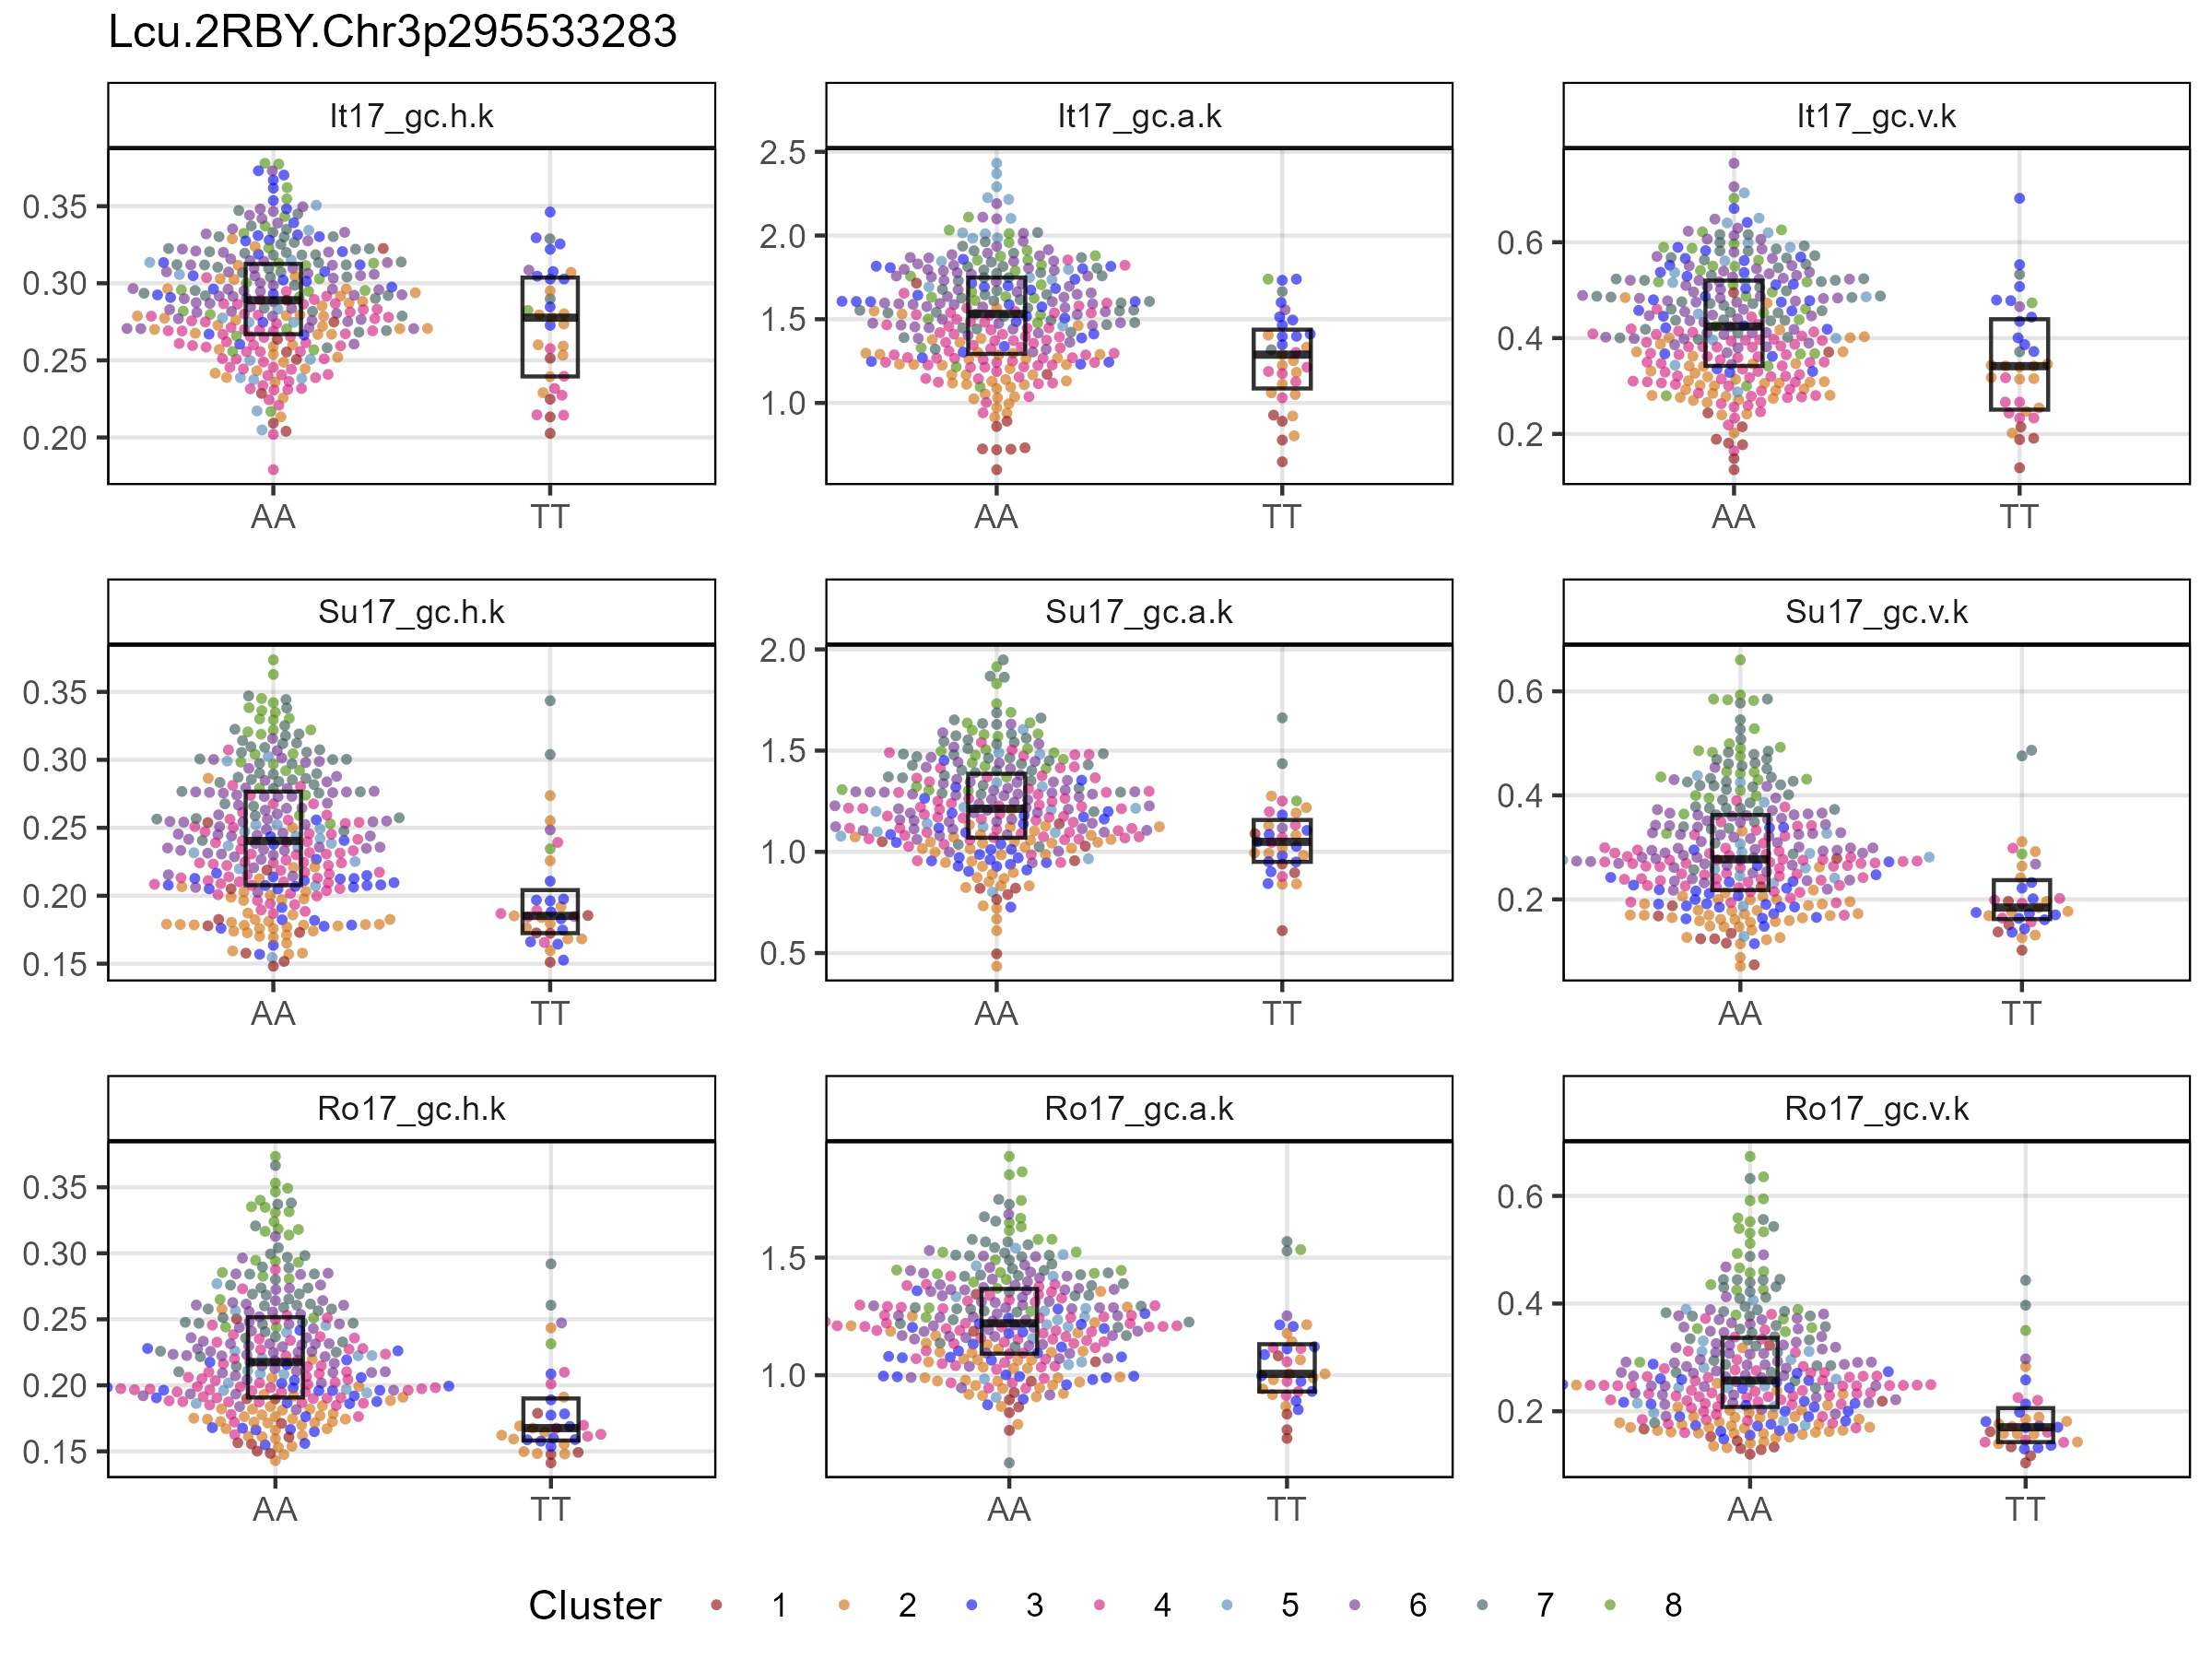 Lcu.2RBY.Chr3p295533283
It17_gc.h.k
It17_gc.a.k
It17_gc.v.k
0.35
0.30
0.25
0.20
AA
TT
2.5
2.0
1.5
1.0
AA
TT
0.6
0.4
0.2
AA
TT
Su17_gc.h.k
Su17_gc.a.k
Su17_gc.v.k
0.35
0.30
0.25
0.20
0.15
AA
TT
2.0
1.5
1.0
0.5
AA
TT
0.6
0.4
0.2
AA
TT
Ro17_gc.h.k
Ro17_gc.a.k
Ro17_gc.v.k
0.35
0.30
0.25
0.20
0.15
AA
TT
1.5
1.0
AA
TT
0.6
0.4
0.2
AA
TT
Cluster 1 2 3 4 5 6 7 8